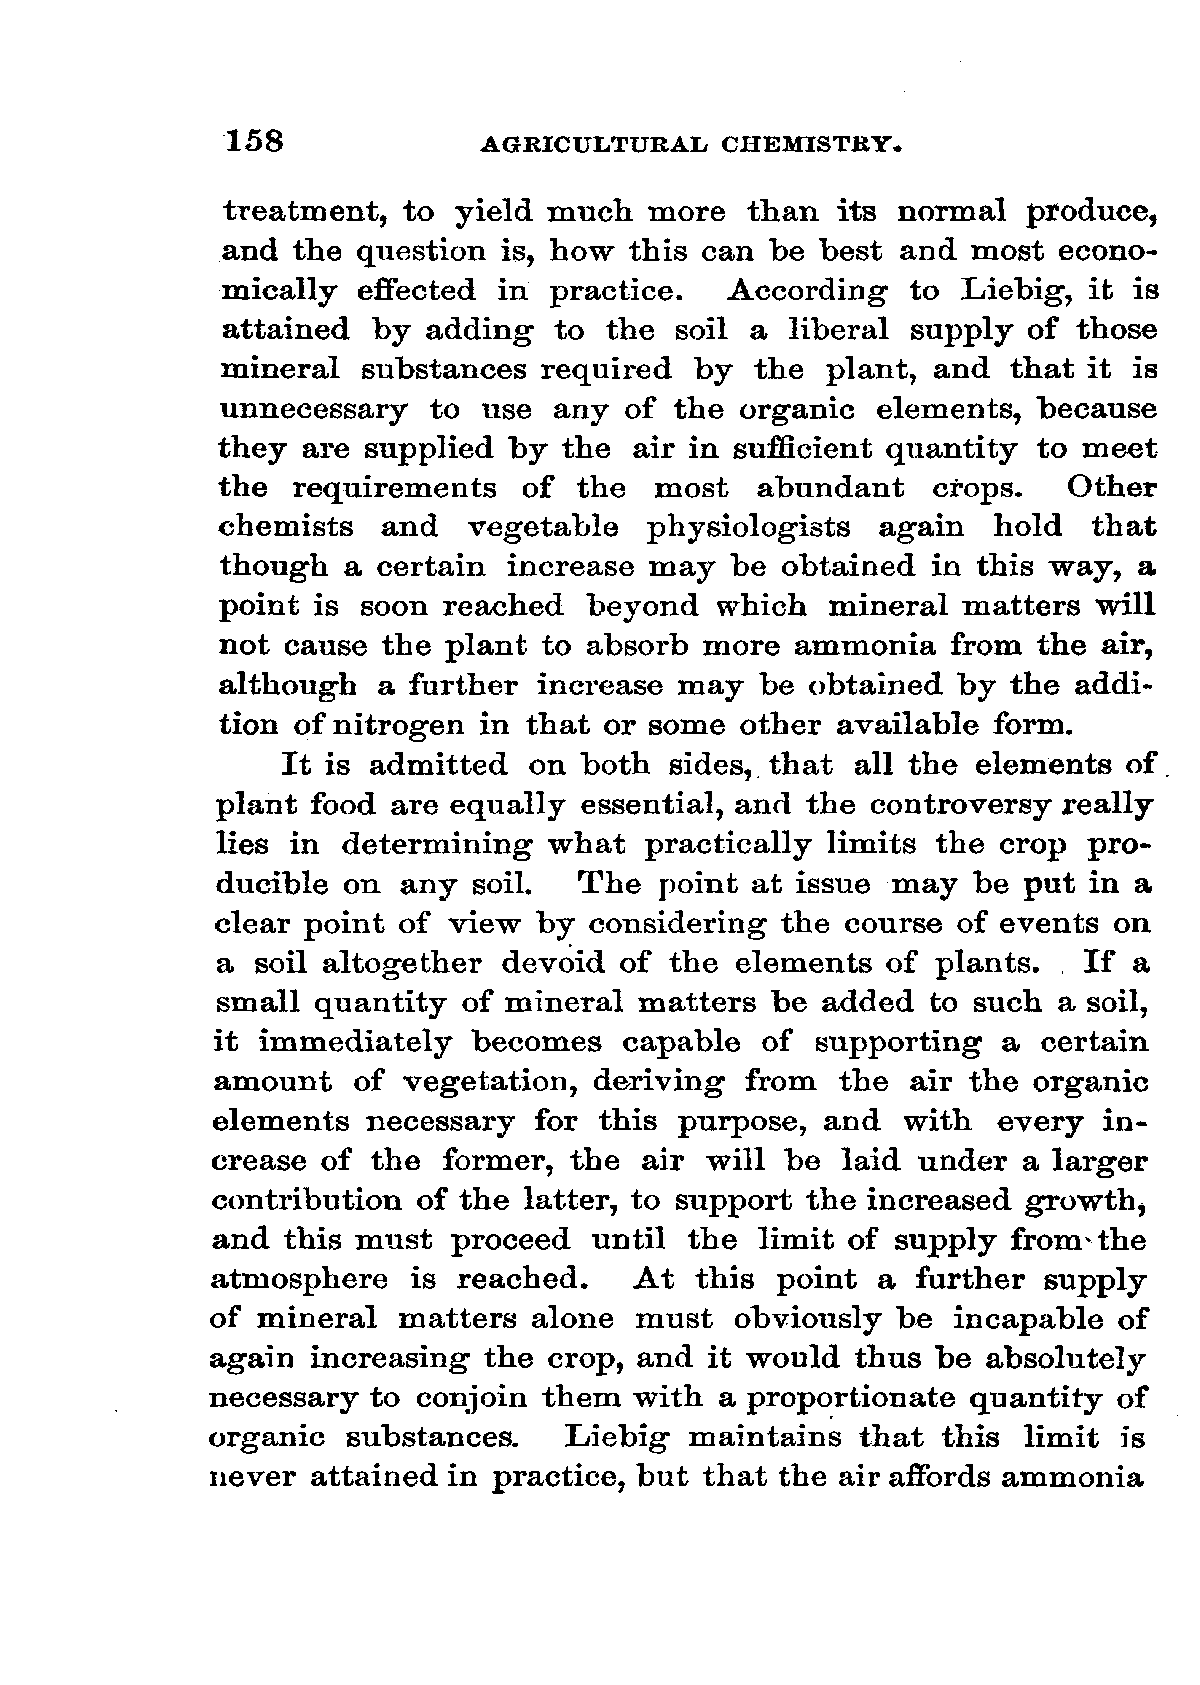 158 AGRICULTURAL CHEMISTRY.
treatment, to yield much more than its normal produce,
and the question is, how this can be best and most econo-
mically effected in practice. According to Liebig, it is
attained by adding to the soil a liberal supply of those
mineral substances required by the plant, and that it is
unnecessary to use any of the organic elements, because
they are supplied by the air in sufficient quantity to meet
the requirements of the most abundant crops. Other
chemists and vegetable physiologists again hold that
though a certain increase may be obtained in this way, a
point is soon reached beyond which mineral matters will
not cause the plant to absorb more ammonia from the air,
although a further increase may be obtained by the addi-
tion of nitrogen in that or some other available form.
It is admitted on both sides, that all the elements of
plant food are equally essential, and the controversy really
lies in determining what practically limits the crop pro-
ducible on any soil. The point at issue may be put in a
clear point of view by considering the course of events on
a soil altogether devoid of the elements of plants. If a
small quantity of mineral matters be added to such a soil,
it immediately becomes capable of supporting a certain
amount of vegetation, deriving from the air the organic
elements necessary for this purpose, and with every in-
crease of the former, the air will be laid under a larger
contribution of the latter, to support the increased growth,
and this must proceed until the limit of supply from the
atmosphere is reached. At this point a further supply
of mineral matters alone must obviously be incapable of
again increasing the crop, and it would thus be absolutely
necessary to conjoin them with a proportionate quantity of
organic substances. Liebig maintains that this limit is
never attained in practice, but that the air affords ammonia